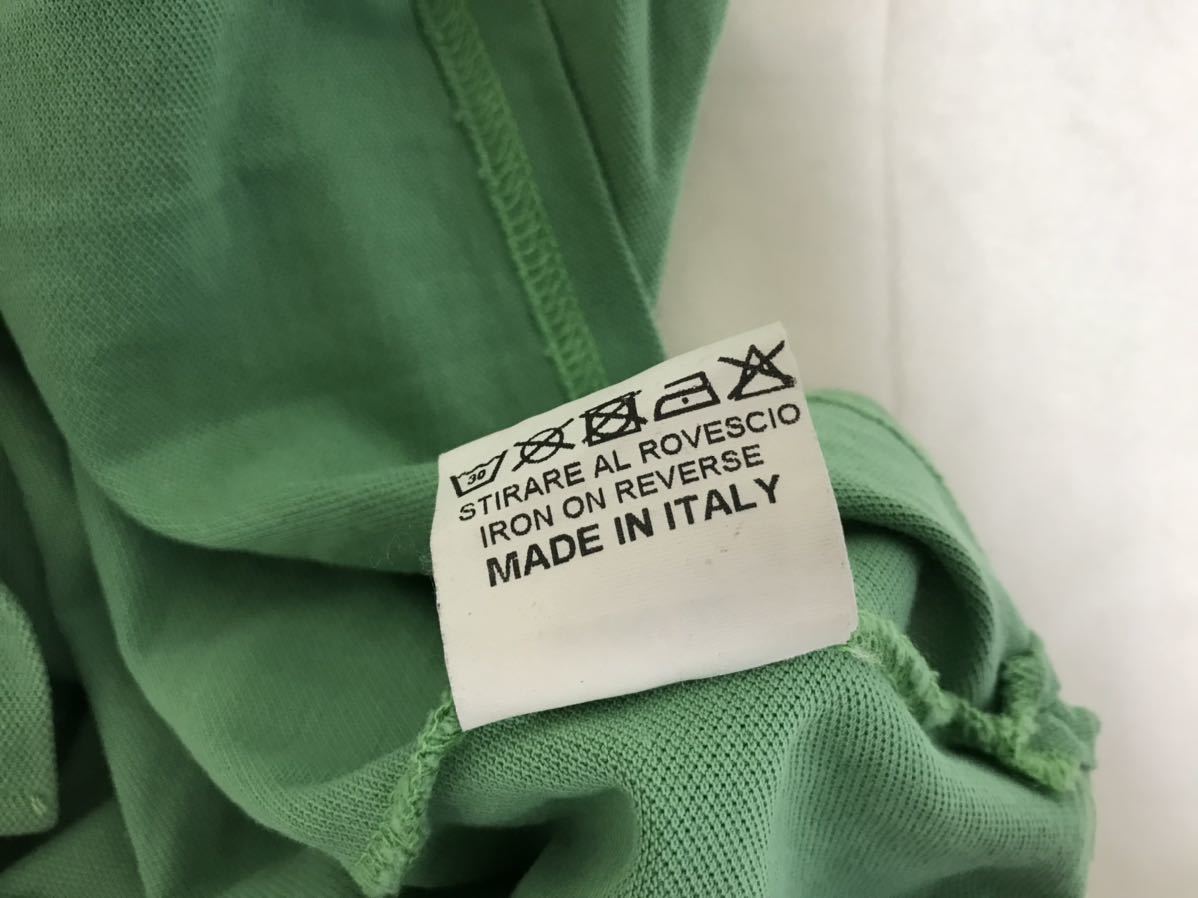 30
STIRARE AL ROVESCIO
IRON ON REVERSE
MADE IN ITALY